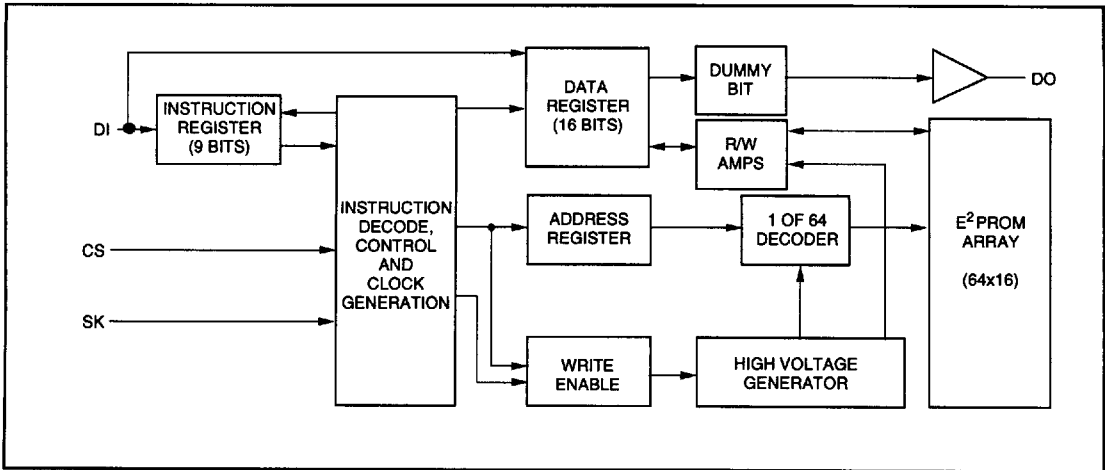 DI
INSTRUCTION
REGISTER
(9 BITS)
CS
SK
INSTRUCTION
DECODE,
CONTROL
AND
CLOCK
GENERATION
DATA
REGISTER
(16 BITS)
DUMMY
BIT
DO
R/W
AMPS
ADDRESS
REGISTER
1 OF 64
DECODER
E²PROM
ARRAY
(64x16)
WRITE
ENABLE
HIGH VOLTAGE
GENERATOR